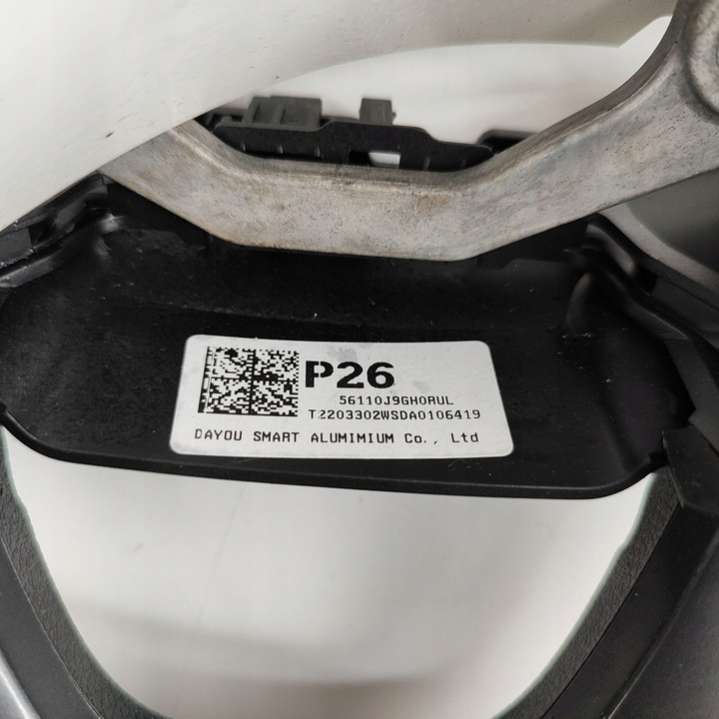 P26
56110J9GH0RUL
T2203302WSDA0106419
DAYOU SMART ALUMIMIUM Co., Ltd